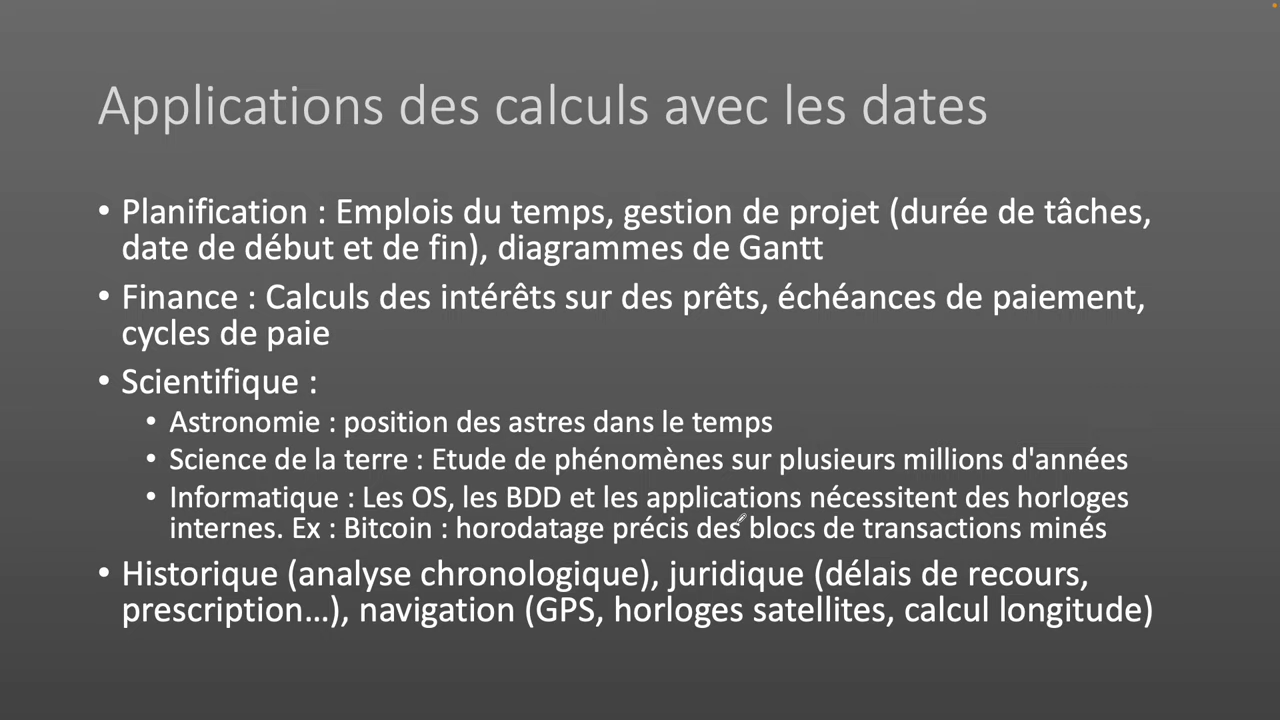 Applications des calculs avec les dates
• Planification : Emplois du temps, gestion de projet (durée de tâches,
date de début et de fin), diagrammes de Gantt
• Finance : Calculs des intérêts sur des prêts, échéances de paiement,
cycles de paie
• Scientifique :
• Astronomie : position des astres dans le temps
• Science de la terre : Etude de phénomènes sur plusieurs millions d'années
• Informatique : Les OS, les BDD et les applications nécessitent des horloges
internes. Ex : Bitcoin : horodatage précis des blocs de transactions minés
• Historique (analyse chronologique), juridique (délais de recours,
prescription…), navigation (GPS, horloges satellites, calcul longitude)